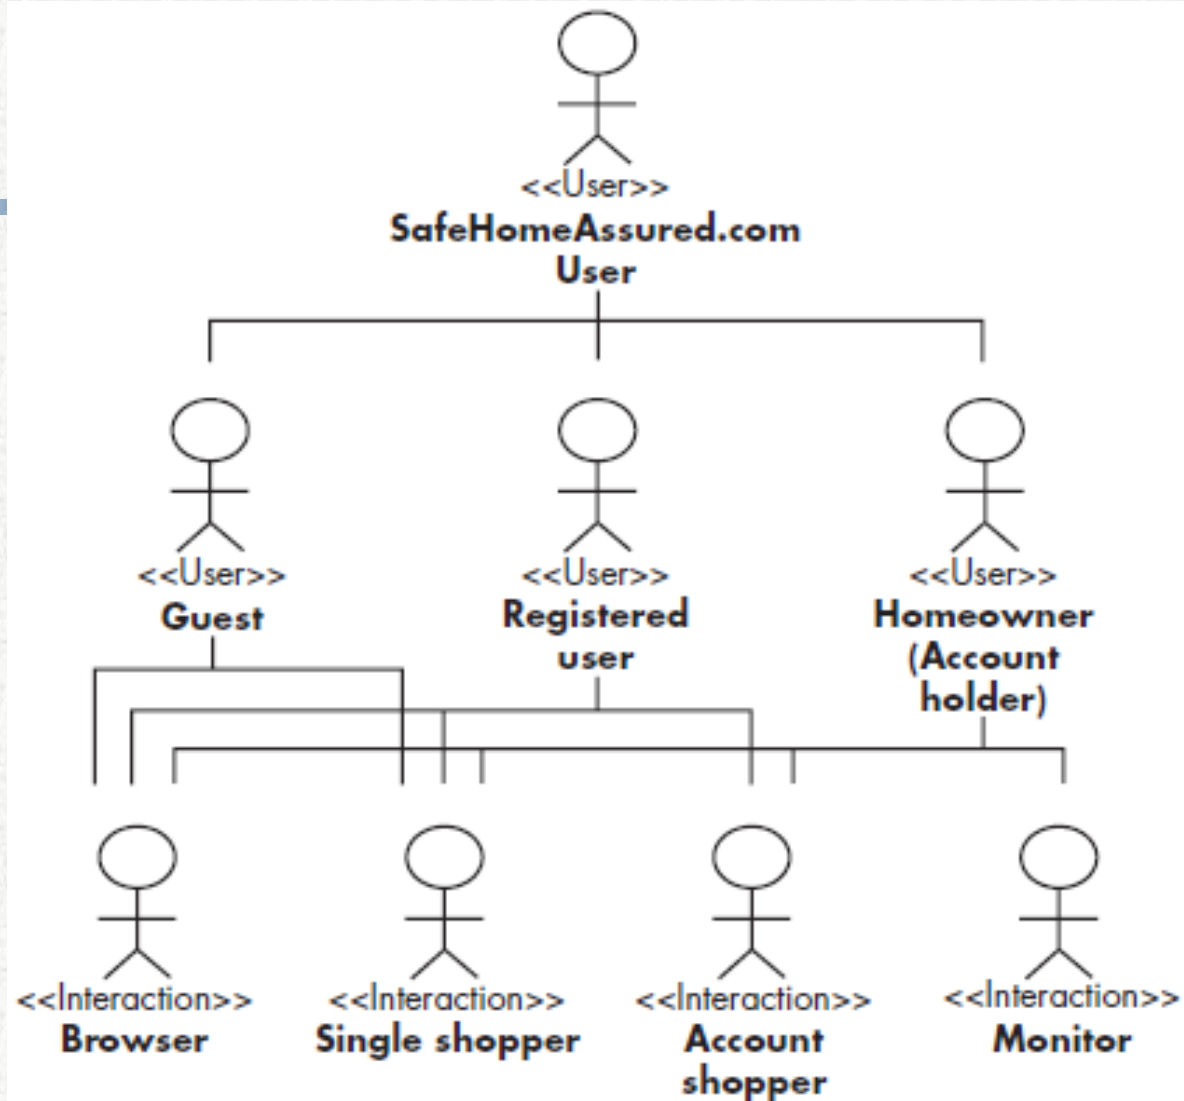 <<User>>
SafeHomeAssured.com
User
<<User>>
Guest
<<User>>
Registered
user
<<User>>
Homeowner
(Account
holder)
<<Interaction>>
Browser
<<Interaction>>
Single shopper
<<Interaction>>
Account
shopper
<<Interaction>>
Monitor